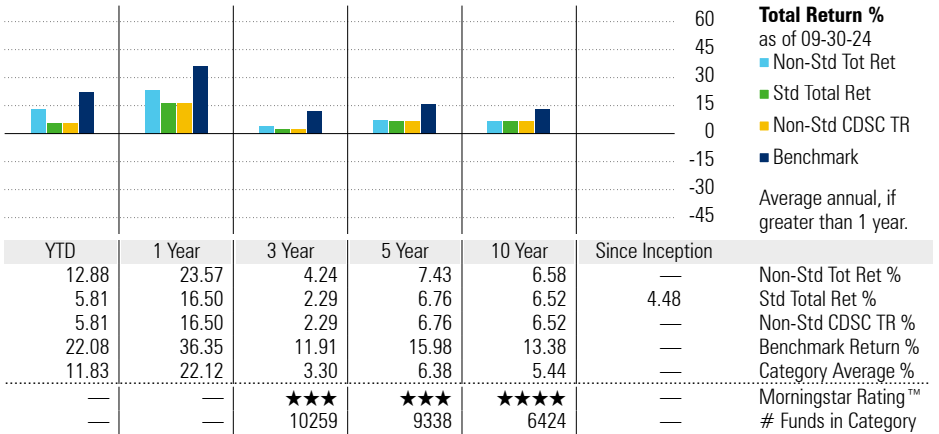 60
45
30
15
0
-15
-30
-45
Total Return %
as of 09-30-24
Non-Std Tot Ret
Std Total Ret
Non-Std CDSC TR
Benchmark
Average annual, if
greater than 1 year.
YTD 1 Year 3 Year 5 Year 10 Year Since Inception
12.88 23.57 4.24 7.43 6.58 — Non-Std Tot Ret %
5.81 16.50 2.29 6.76 6.52 4.48 Std Total Ret %
5.81 16.50 2.29 6.76 6.52 — Non-Std CDSC TR %
22.08 36.35 11.91 15.98 13.38 — Benchmark Return %
11.83 22.12 3.30 6.38 5.44 — Category Average %
— — ★★★ ★★★ ★★★★ — Morningstar Rating™
— — 10259 9338 6424 — # Funds in Category